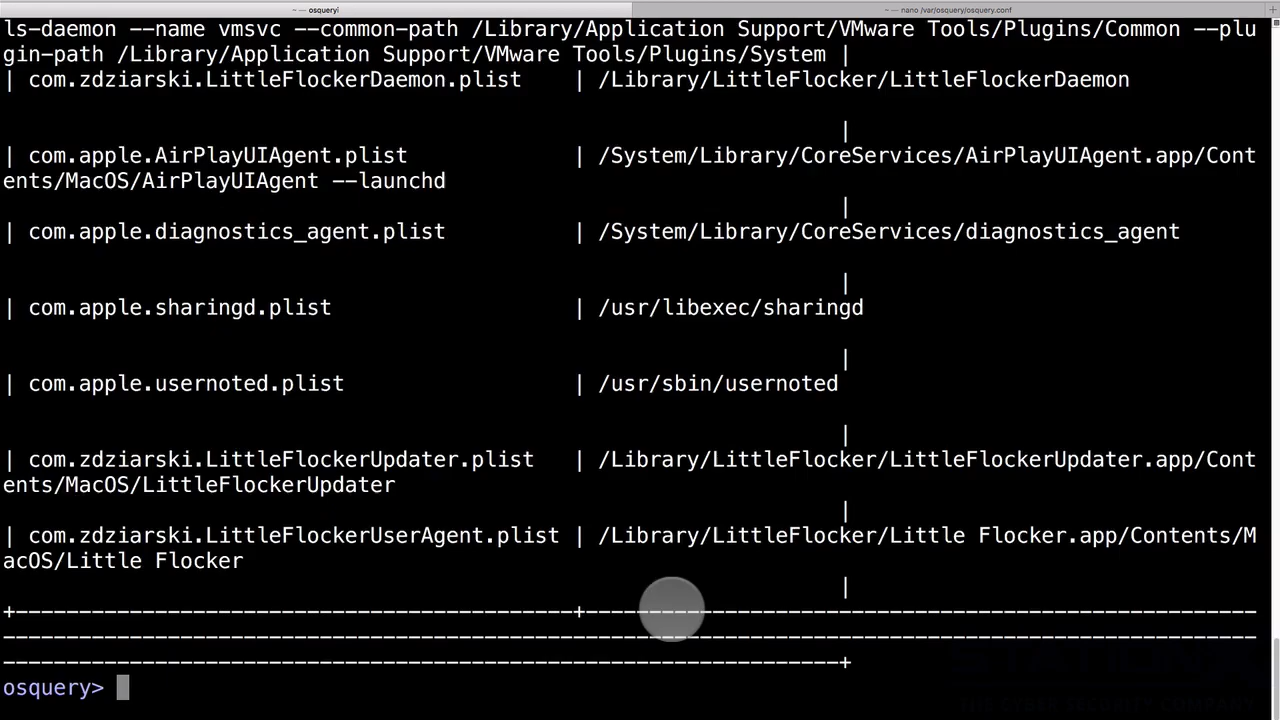 ~ — osqueryi
~ — nano /var/osquery/osquery.conf
ls-daemon --name vmsvc --common-path /Library/Application Support/VMware Tools/Plugins/Common --plu
gin-path /Library/Application Support/VMware Tools/Plugins/System |
| com.zdziarski.LittleFlockerDaemon.plist | /Library/LittleFlocker/LittleFlockerDaemon
|
| com.apple.AirPlayUIAgent.plist | /System/Library/CoreServices/AirPlayUIAgent.app/Cont
ents/MacOS/AirPlayUIAgent --launchd
|
| com.apple.diagnostics_agent.plist | /System/Library/CoreServices/diagnostics_agent
|
| com.apple.sharingd.plist | /usr/libexec/sharingd
|
| com.apple.usernoted.plist | /usr/sbin/usernoted
|
| com.zdziarski.LittleFlockerUpdater.plist | /Library/LittleFlocker/LittleFlockerUpdater.app/Cont
ents/MacOS/LittleFlockerUpdater
|
| com.zdziarski.LittleFlockerUserAgent.plist | /Library/LittleFlocker/Little Flocker.app/Contents/M
acOS/Little Flocker
|
osquery>
THE CYBER SECURITY COMPANY